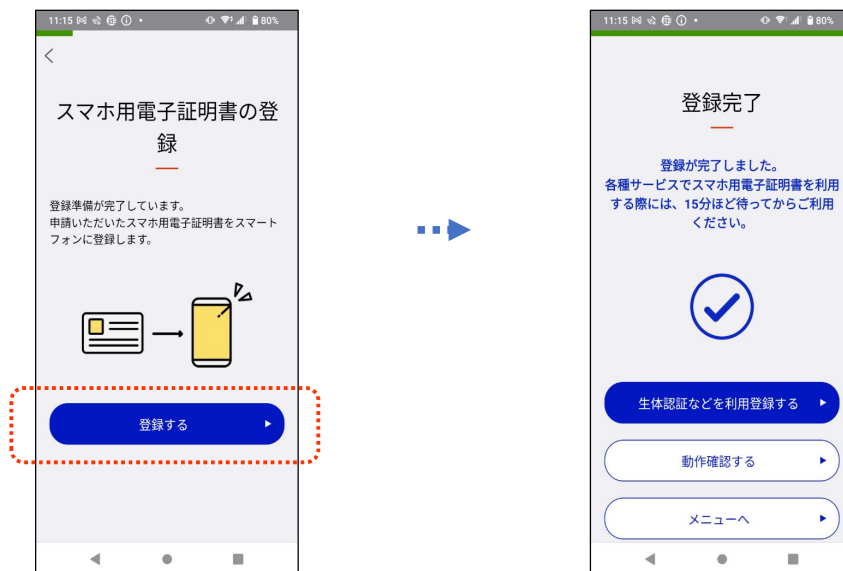 11:15
80%
スマホ用電子証明書の登
録
登録準備が完了しています。
申請いただいたスマホ用電子証明書をスマート
フォンに登録します。
登録する
11:15
80%
登録完了
登録が完了しました。
各種サービスでスマホ用電子証明書を利用
する際には、15分ほど待ってからご利用
ください。
生体認証などを利用登録する
動作確認する
メニューへ